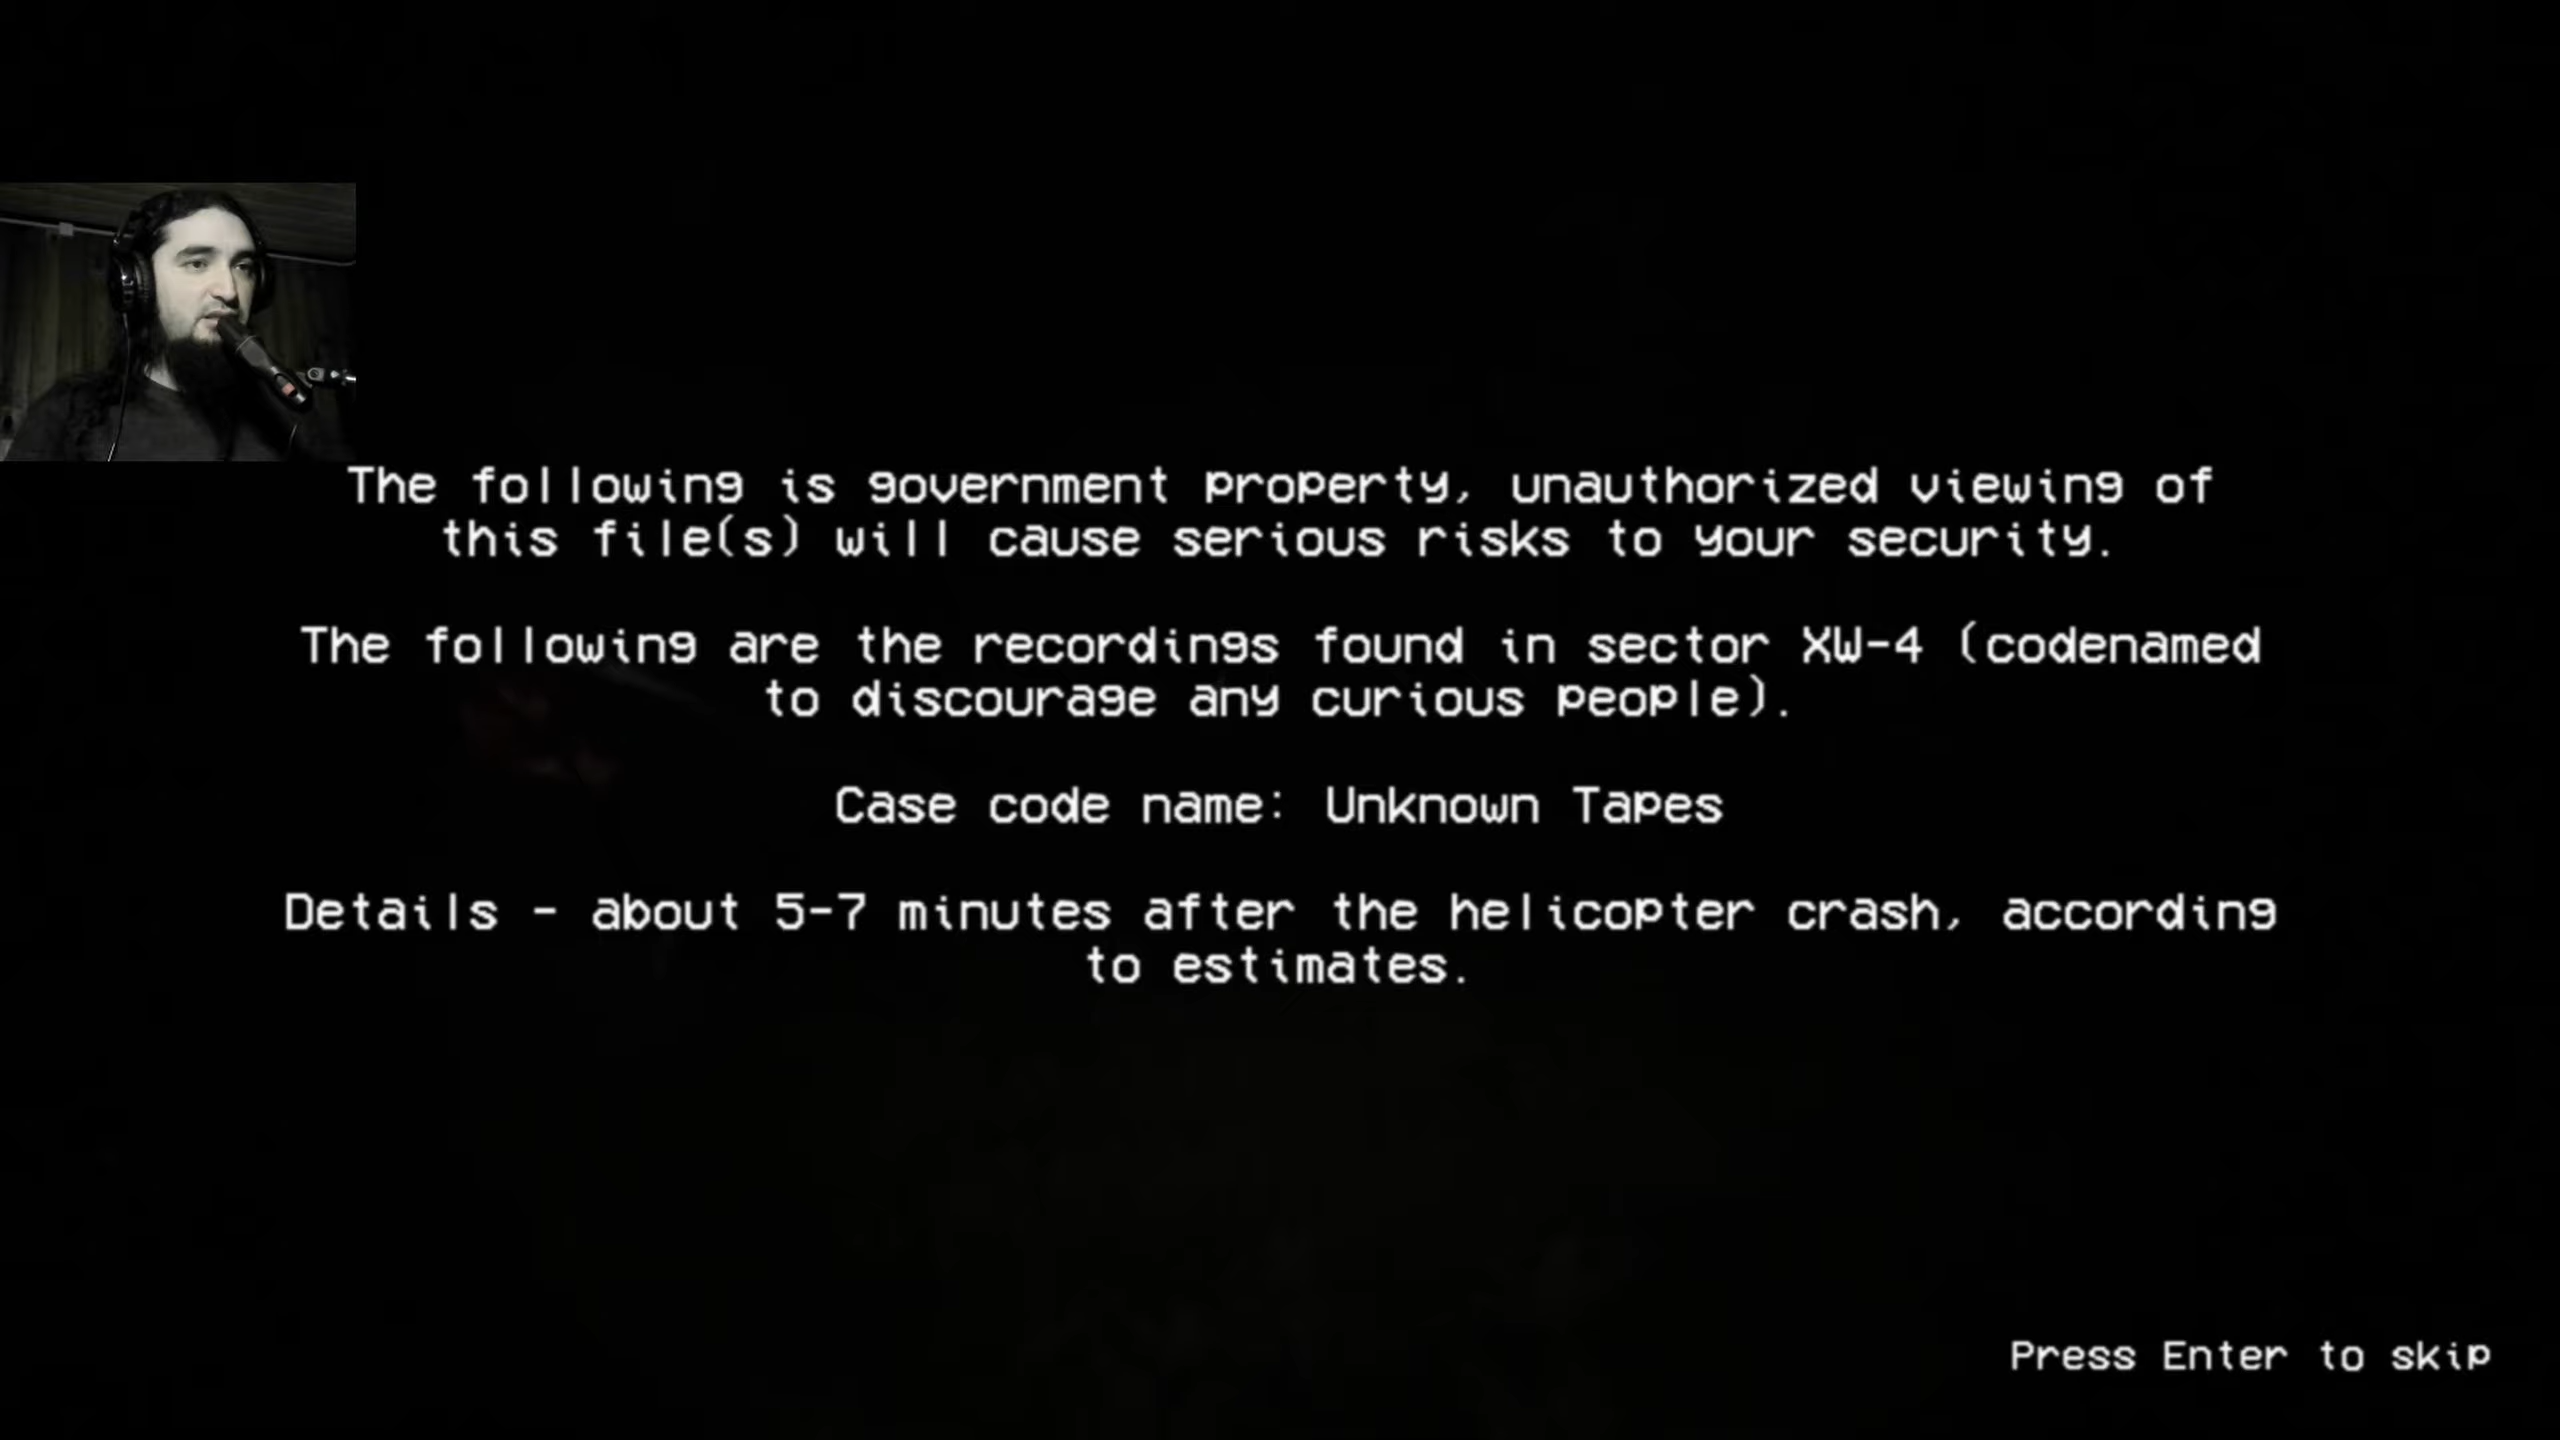 The following is government property, unauthorized viewing of
this file(s) will cause serious risks to your security.
The following are the recordings found in sector XW-4 (codenamed
to discourage any curious people).
Case code name: Unknown Tapes
Details - about 5-7 minutes after the helicopter crash, according
to estimates.
Press Enter to skip